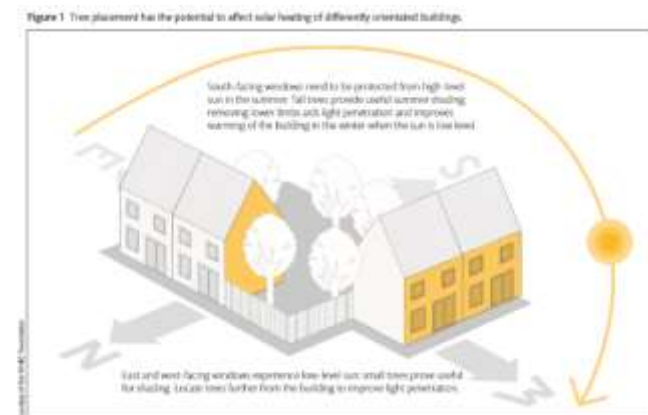 Figure 1 Tree placement has the potential to affect solar heating of differently orientated buildings.
South-facing windows need to be protected from high level
sun in the summer. Tall trees provide useful summer shading;
removing lower limbs aids light penetration and improves
warming of the building in the winter when the sun is low level.
E
S
N
W
East and west-facing windows experience low-level sun; small trees prove useful
for shading. Locate trees further from the building to improve light penetration.